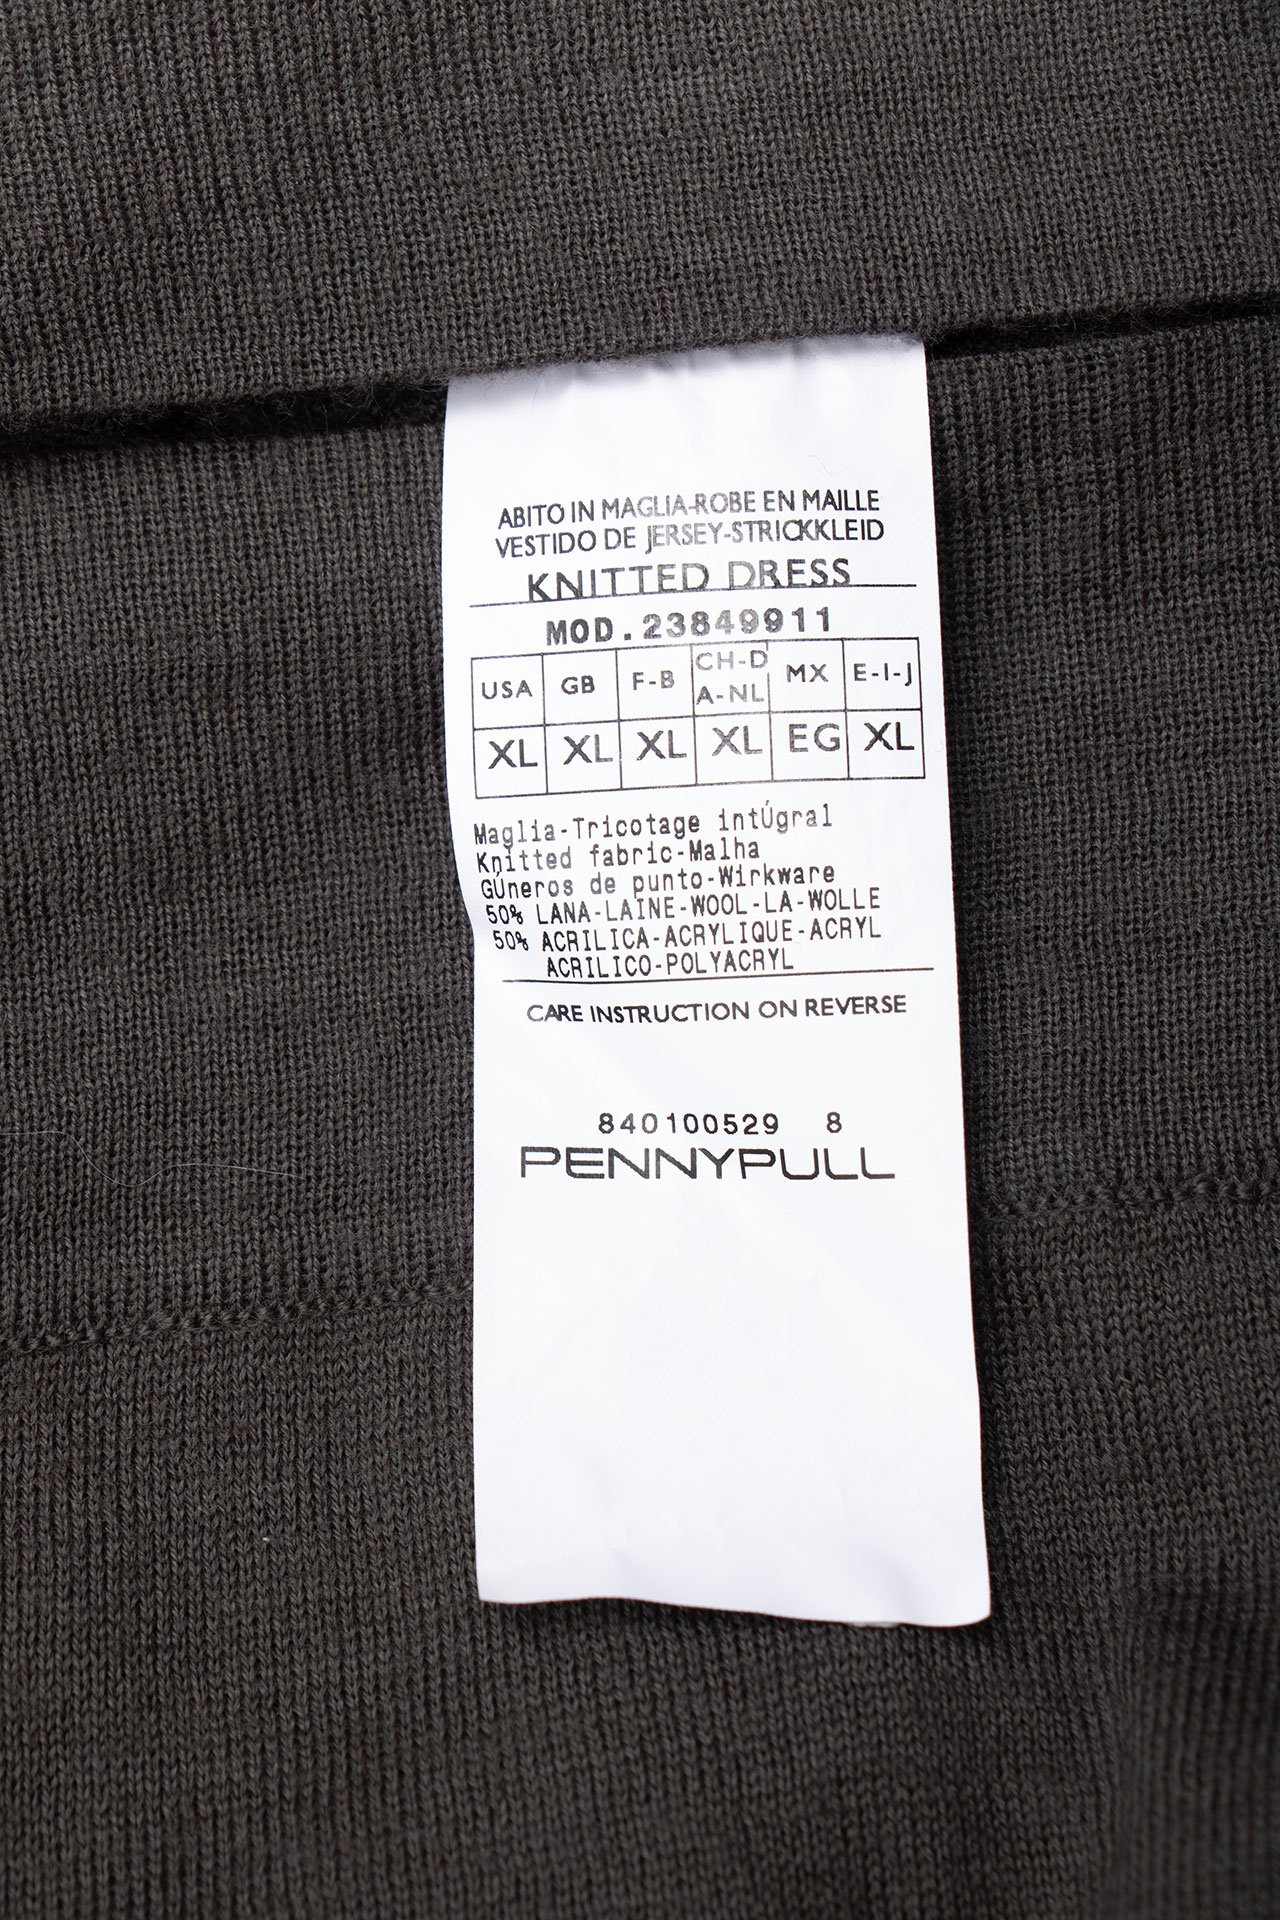 ABITO IN MAGLIA-ROBE EN MAILLE
VESTIDO DE JERSEY-STRICKKLEID
KNITTED DRESS
MOD.23849911
USA GB F-B CH-D A-NL MX E-I-J
XL XL XL XL EG XL
Maglia-Tricotage intÚgral
Knitted fabric-Malha
GÚneros de punto-Wirkware
50% LANA-LAINE-WOOL-LA-WOLLE
50% ACRILICA-ACRYLIQUE-ACRYL
ACRILICO-POLYACRYL
CARE INSTRUCTION ON REVERSE
840100529 8
PENNYPULL